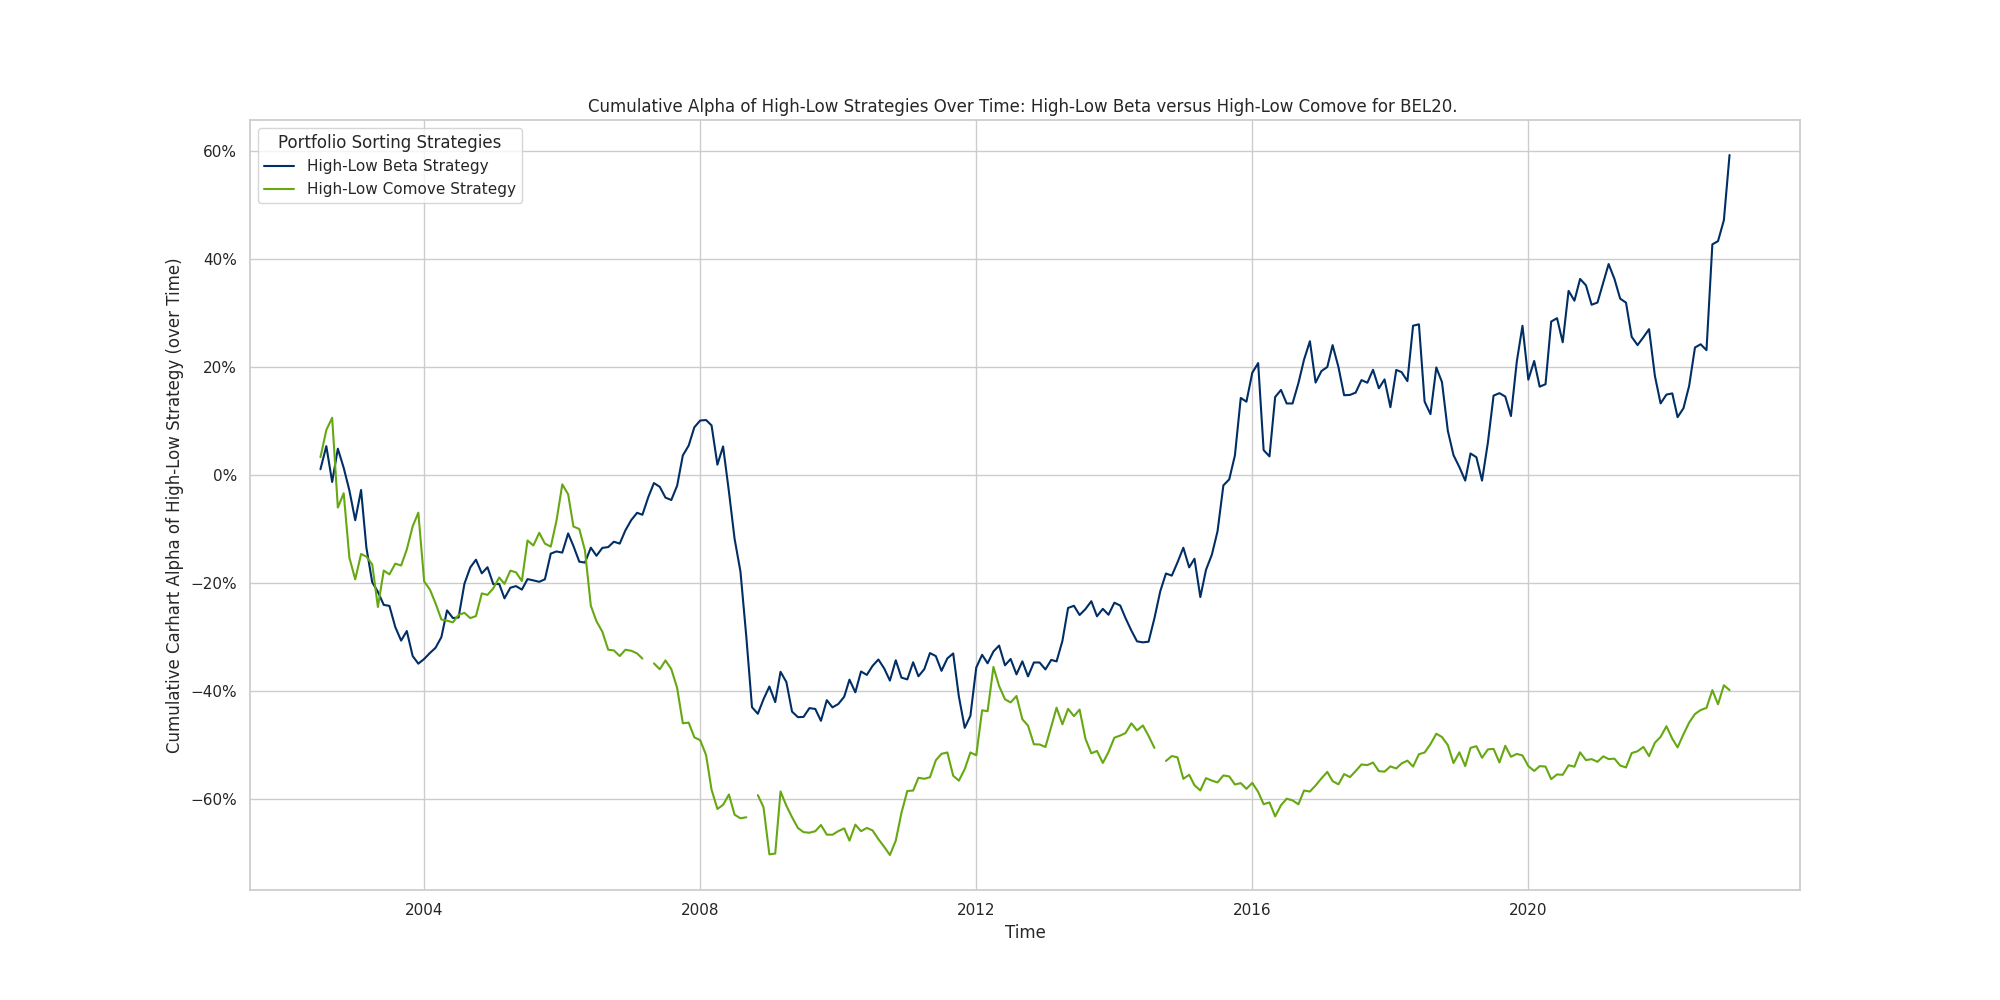 Cumulative Alpha of High-Low Strategies Over Time: High-Low Beta versus High-Low Comove for BEL20.
Portfolio Sorting Strategies
High-Low Beta Strategy
High-Low Comove Strategy
Cumulative Carhart Alpha of High-Low Strategy (over Time)
60%
40%
20%
0%
−20%
−40%
−60%
2004
2008
2012
2016
2020
Time